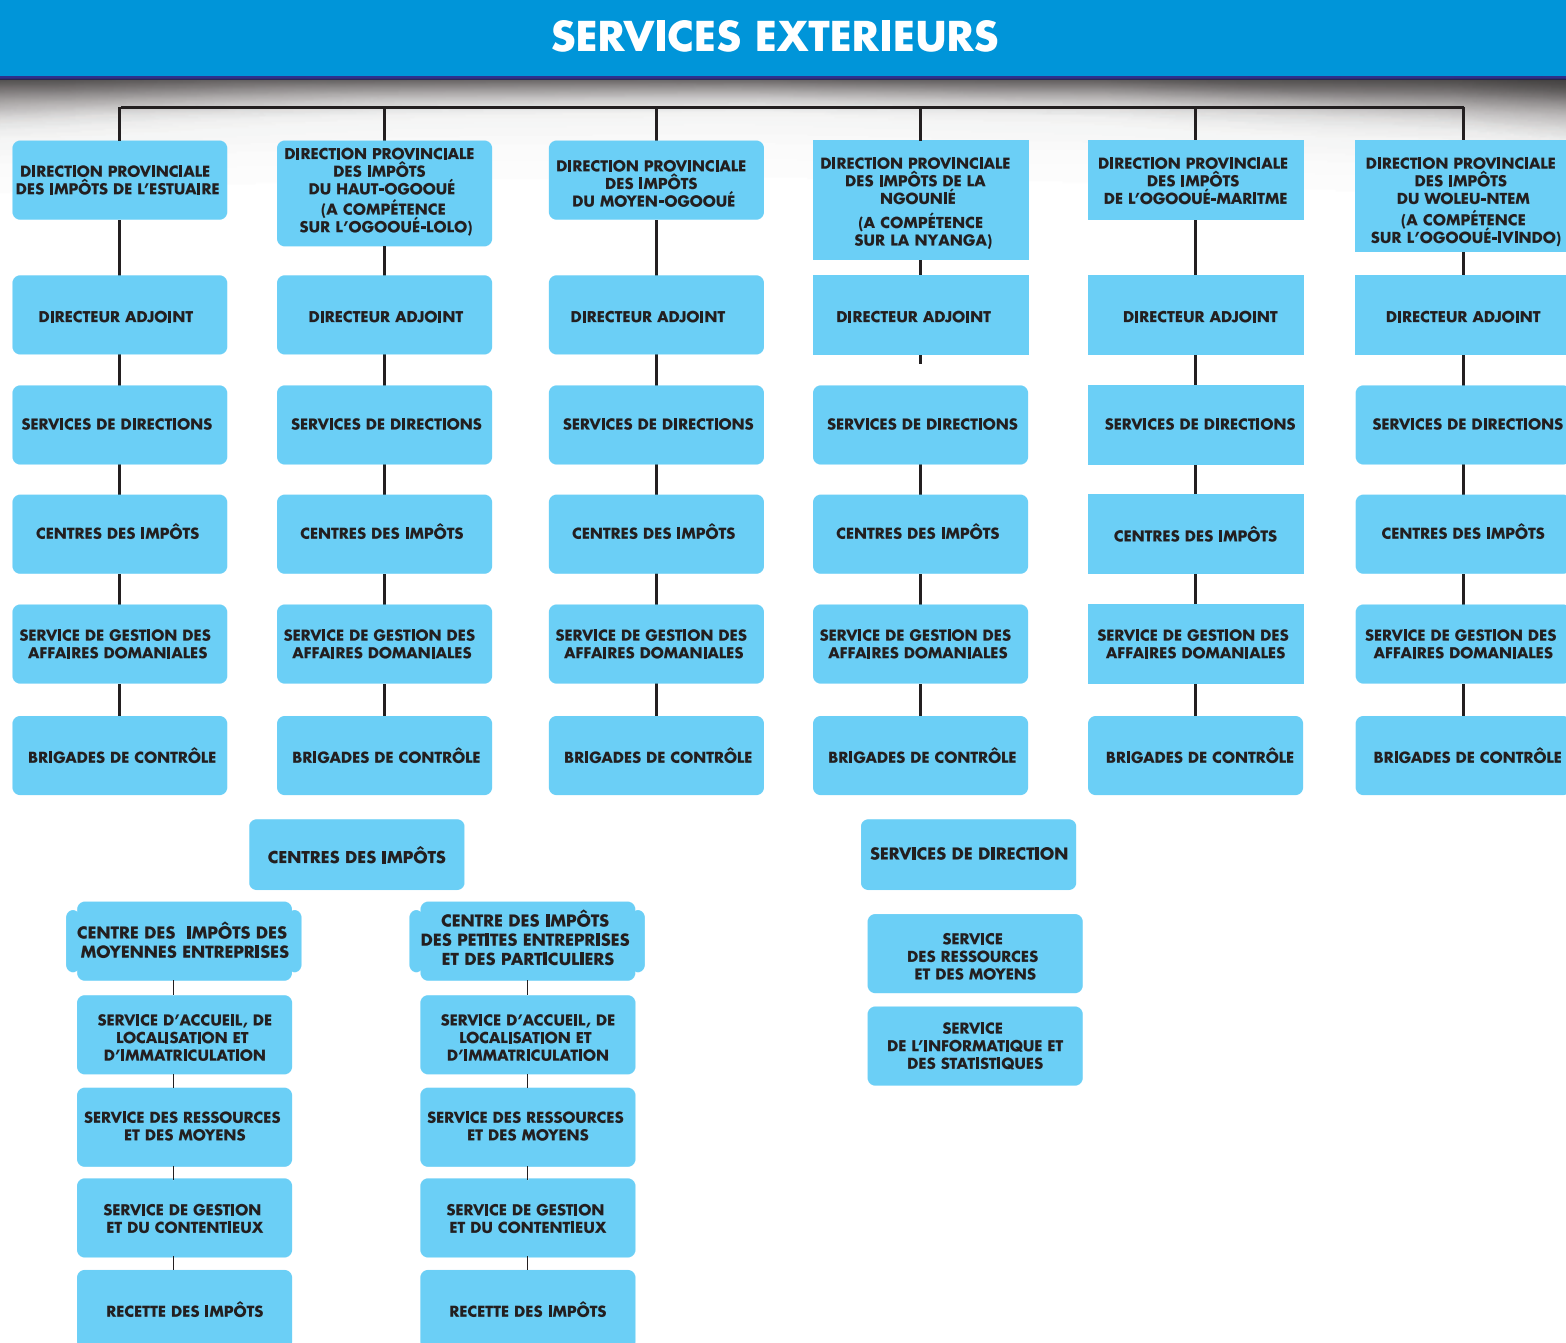 SERVICES EXTERIEURS
DIRECTION PROVINCIALE
DES IMPÔTS DE L'ESTUAIRE
DIRECTION PROVINCIALE
DES IMPÔTS
DU HAUT-OGOOUÉ
(A COMPÉTENCE
SUR L'OGOOUÉ-LOLO)
DIRECTION PROVINCIALE
DES IMPÔTS
DU MOYEN-OGOOUÉ
DIRECTION PROVINCIALE
DES IMPÔTS DE LA
NGOUNIÉ
(A COMPÉTENCE
SUR LA NYANGA)
DIRECTION PROVINCIALE
DES IMPÔTS
DE L'OGOOUÉ-MARITME
DIRECTION PROVINCIALE
DES IMPÔTS
DU WOLEU-NTEM
(A COMPÉTENCE
SUR L'OGOOUÉ-IVINDO)
DIRECTEUR ADJOINT
DIRECTEUR ADJOINT
DIRECTEUR ADJOINT
DIRECTEUR ADJOINT
DIRECTEUR ADJOINT
DIRECTEUR ADJOINT
SERVICES DE DIRECTIONS
SERVICES DE DIRECTIONS
SERVICES DE DIRECTIONS
SERVICES DE DIRECTIONS
SERVICES DE DIRECTIONS
SERVICES DE DIRECTIONS
CENTRES DES IMPÔTS
CENTRES DES IMPÔTS
CENTRES DES IMPÔTS
CENTRES DES IMPÔTS
CENTRES DES IMPÔTS
CENTRES DES IMPÔTS
SERVICE DE GESTION DES
AFFAIRES DOMANIALES
SERVICE DE GESTION DES
AFFAIRES DOMANIALES
SERVICE DE GESTION DES
AFFAIRES DOMANIALES
SERVICE DE GESTION DES
AFFAIRES DOMANIALES
SERVICE DE GESTION DES
AFFAIRES DOMANIALES
SERVICE DE GESTION DES
AFFAIRES DOMANIALES
BRIGADES DE CONTRÔLE
BRIGADES DE CONTRÔLE
BRIGADES DE CONTRÔLE
BRIGADES DE CONTRÔLE
BRIGADES DE CONTRÔLE
BRIGADES DE CONTRÔLE
CENTRES DES IMPÔTS
CENTRE DES IMPÔTS DES
MOYENNES ENTREPRISES
SERVICE D'ACCUEIL, DE
LOCALISATION ET
D'IMMATRICULATION
SERVICE DES RESSOURCES
ET DES MOYENS
SERVICE DE GESTION
ET DU CONTENTIEUX
RECETTE DES IMPÔTS
CENTRE DES IMPÔTS
DES PETITES ENTREPRISES
ET DES PARTICULIERS
SERVICE D'ACCUEIL, DE
LOCALISATION ET
D'IMMATRICULATION
SERVICE DES RESSOURCES
ET DES MOYENS
SERVICE DE GESTION
ET DU CONTENTIEUX
RECETTE DES IMPÔTS
SERVICES DE DIRECTION
SERVICE
DES RESSOURCES
ET DES MOYENS
SERVICE
DE L'INFORMATIQUE ET
DES STATISTIQUES